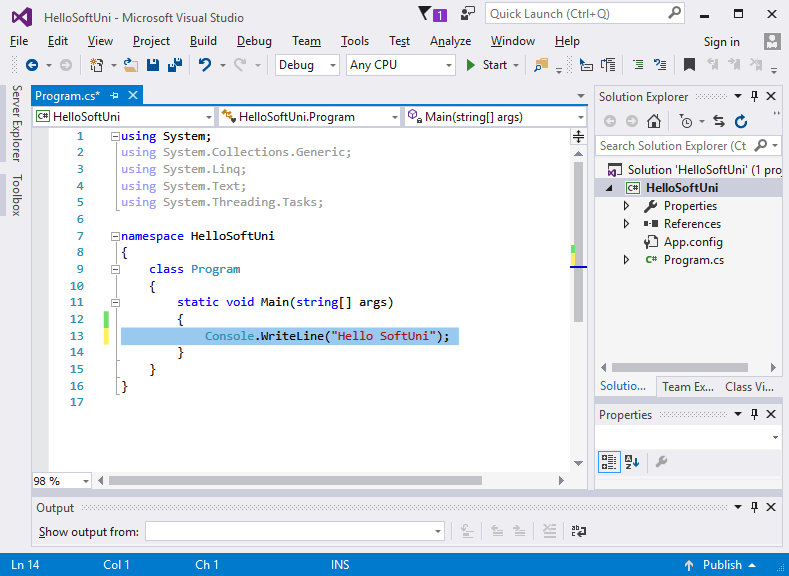 HelloSoftUni - Microsoft Visual Studio
1
Quick Launch (Ctrl+Q)
File Edit View Project Build Debug Team Tools Test Analyze Window Help Sign in
Debug Any CPU Start
Server Explorer
Toolbox
Program.cs*
C# HelloSoftUni HelloSoftUni.Program Main(string[] args)
1 using System;
2 using System.Collections.Generic;
3 using System.Linq;
4 using System.Text;
5 using System.Threading.Tasks;
6
7 namespace HelloSoftUni
8 {
9 class Program
10 {
11 static void Main(string[] args)
12 {
13 Console.WriteLine("Hello SoftUni");
14 }
15 }
16 }
17
98 %
Solution Explorer
Search Solution Explorer (Ct
Solution 'HelloSoftUni' (1 proj
C# HelloSoftUni
Properties
References
App.config
C# Program.cs
Solutio... Team Ex... Class Vi...
Properties
Output
Show output from:
Ln 14 Col 1 Ch 1 INS Publish